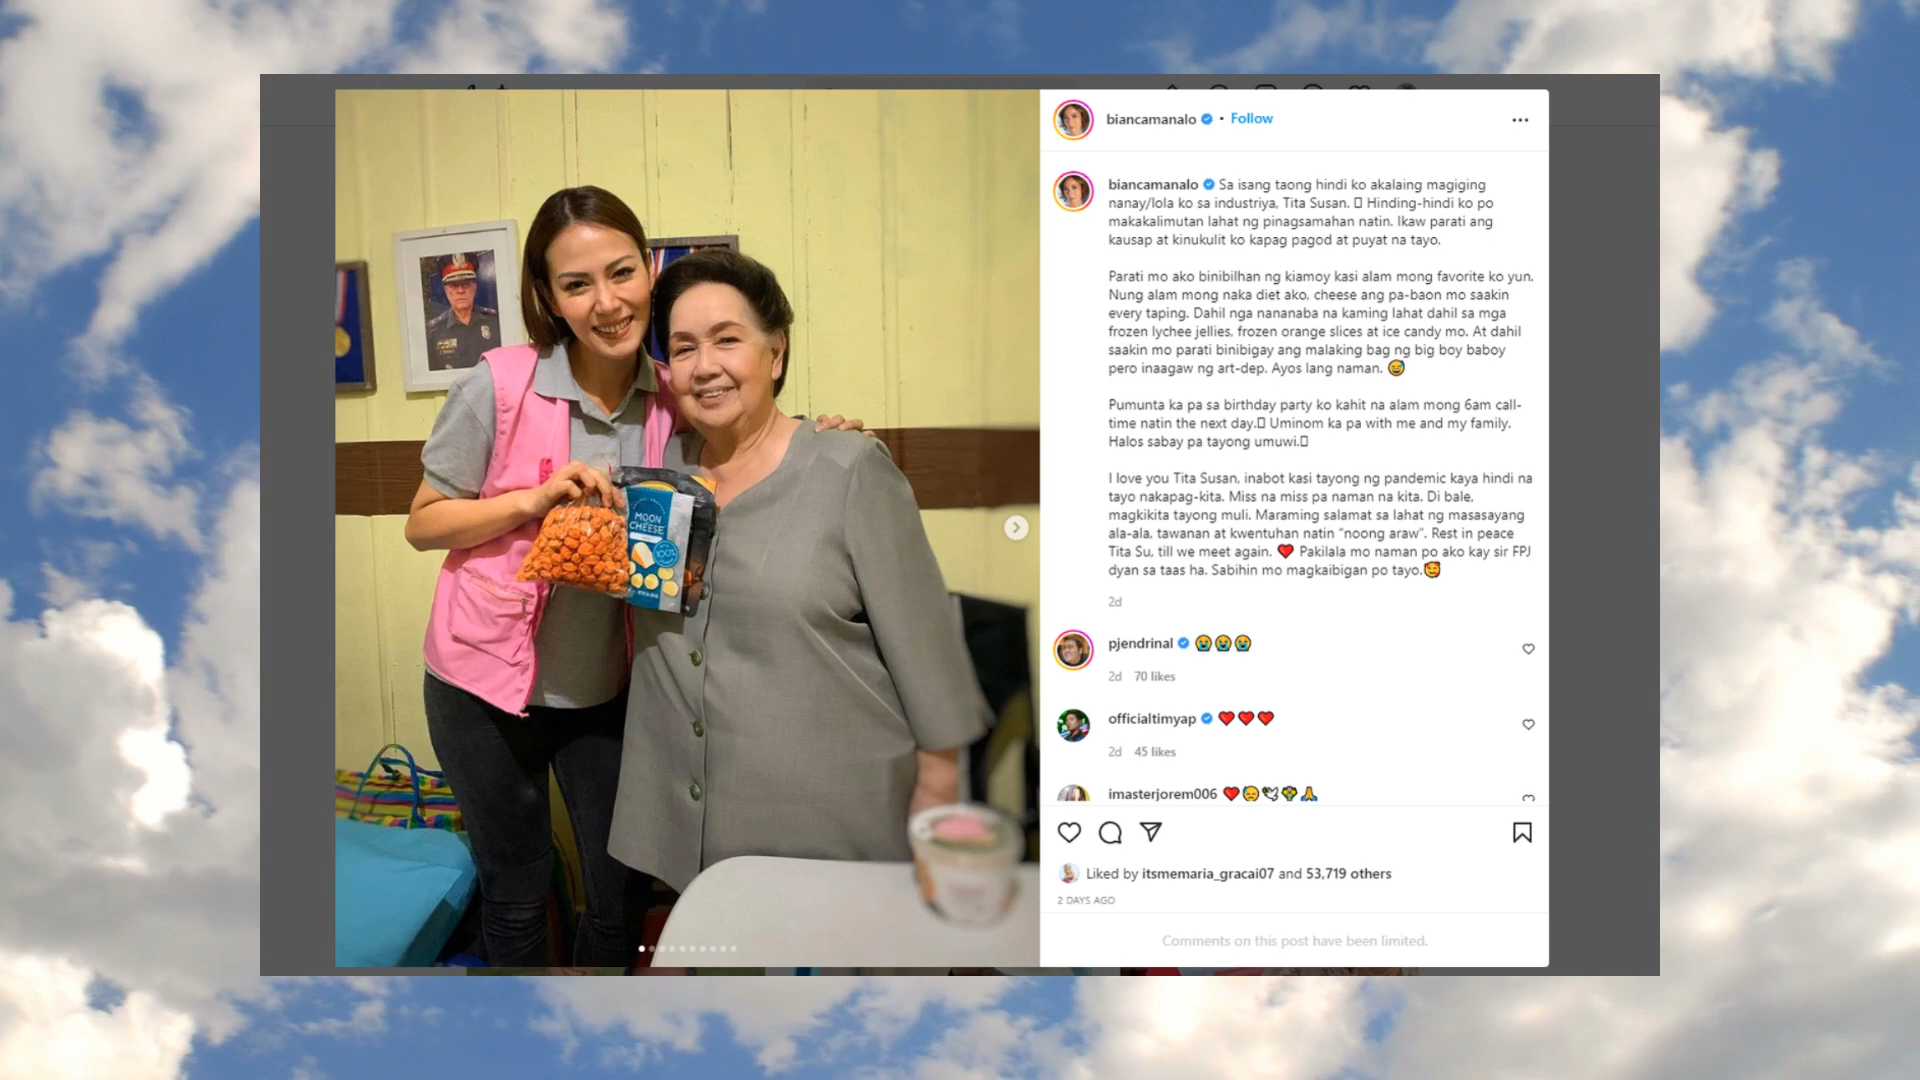 biancamanalo • Follow
biancamanalo Sa isang taong hindi ko akalaing magiging
nanay/lola ko sa industriya, Tita Susan. Hinding-hindi ko po
makakalimutan lahat ng pinagsamahan natin. Ikaw parati ang
kausap at kinukulit ko kapag pagod at puyat na tayo.
Parati mo ako binibilhan ng kiamoy kasi alam mong favorite ko yun.
Nung alam mong naka diet ako, cheese ang pa-baon mo saakin
every taping. Dahil nga nananaba na kaming lahat dahil sa mga
frozen lychee jellies, frozen orange slices at ice candy mo. At dahil
saakin mo parati binibigay ang malaking bag ng big boy baboy
pero inaagaw ng art-dep. Ayos lang naman. 😅
Pumunta ka pa sa birthday party ko kahit na alam mong 6am call-
time natin the next day. Uminom ka pa with me and my family.
Halos sabay pa tayong umuwi.
I love you Tita Susan, inabot kasi tayong ng pandemic kaya hindi na
tayo nakapag-kita. Miss na miss pa naman na kita. Di bale,
magkikita tayong muli. Maraming salamat sa lahat ng masasayang
ala-ala, tawanan at kwentuhan natin “noong araw”. Rest in peace
Tita Su, till we meet again. ❤️ Pakilala mo naman po ako kay sir FPJ
dyan sa taas ha. Sabihin mo magkaibigan po tayo.🥰
2d
pjendrinal 😭😭😭
2d 70 likes
officialtimyap ❤️❤️❤️
2d 45 likes
imasterjorem006 ❤️😥🕊💐🙏
Liked by itsmemaria_gracai07 and 53,719 others
2 DAYS AGO
Comments on this post have been limited.
MOON
CHEESE
100%